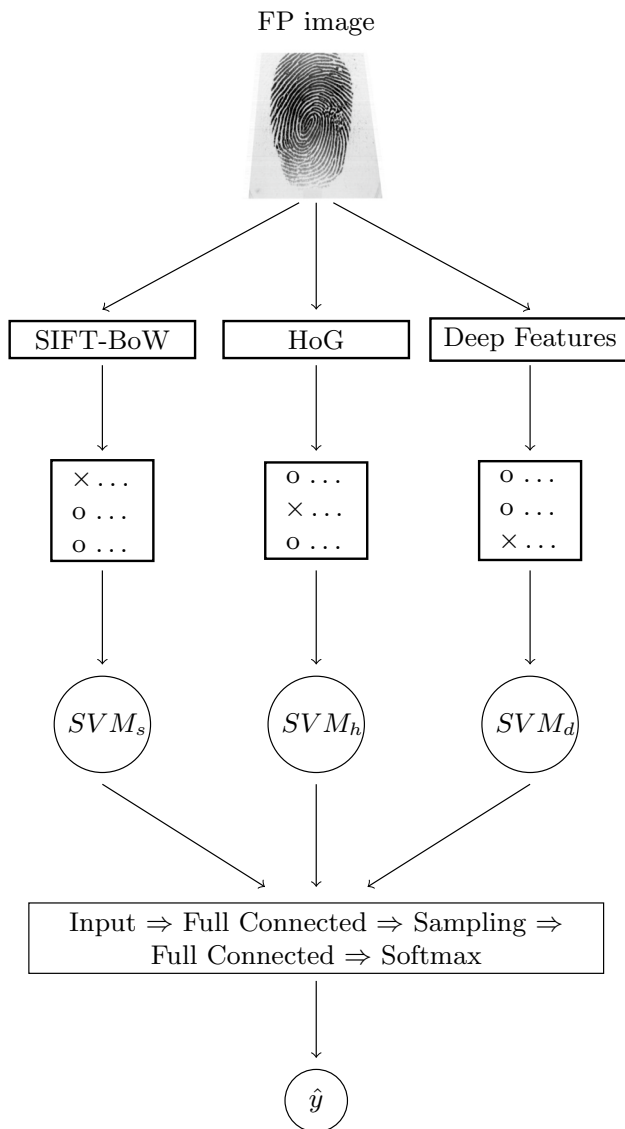 FP image
SIFT-BoW
HoG
Deep Features
× ...
o ...
o ...
o ...
× ...
o ...
o ...
o ...
× ...
SVM_s
SVM_h
SVM_d
Input ⇒ Full Connected ⇒ Sampling ⇒
Full Connected ⇒ Softmax
ŷ